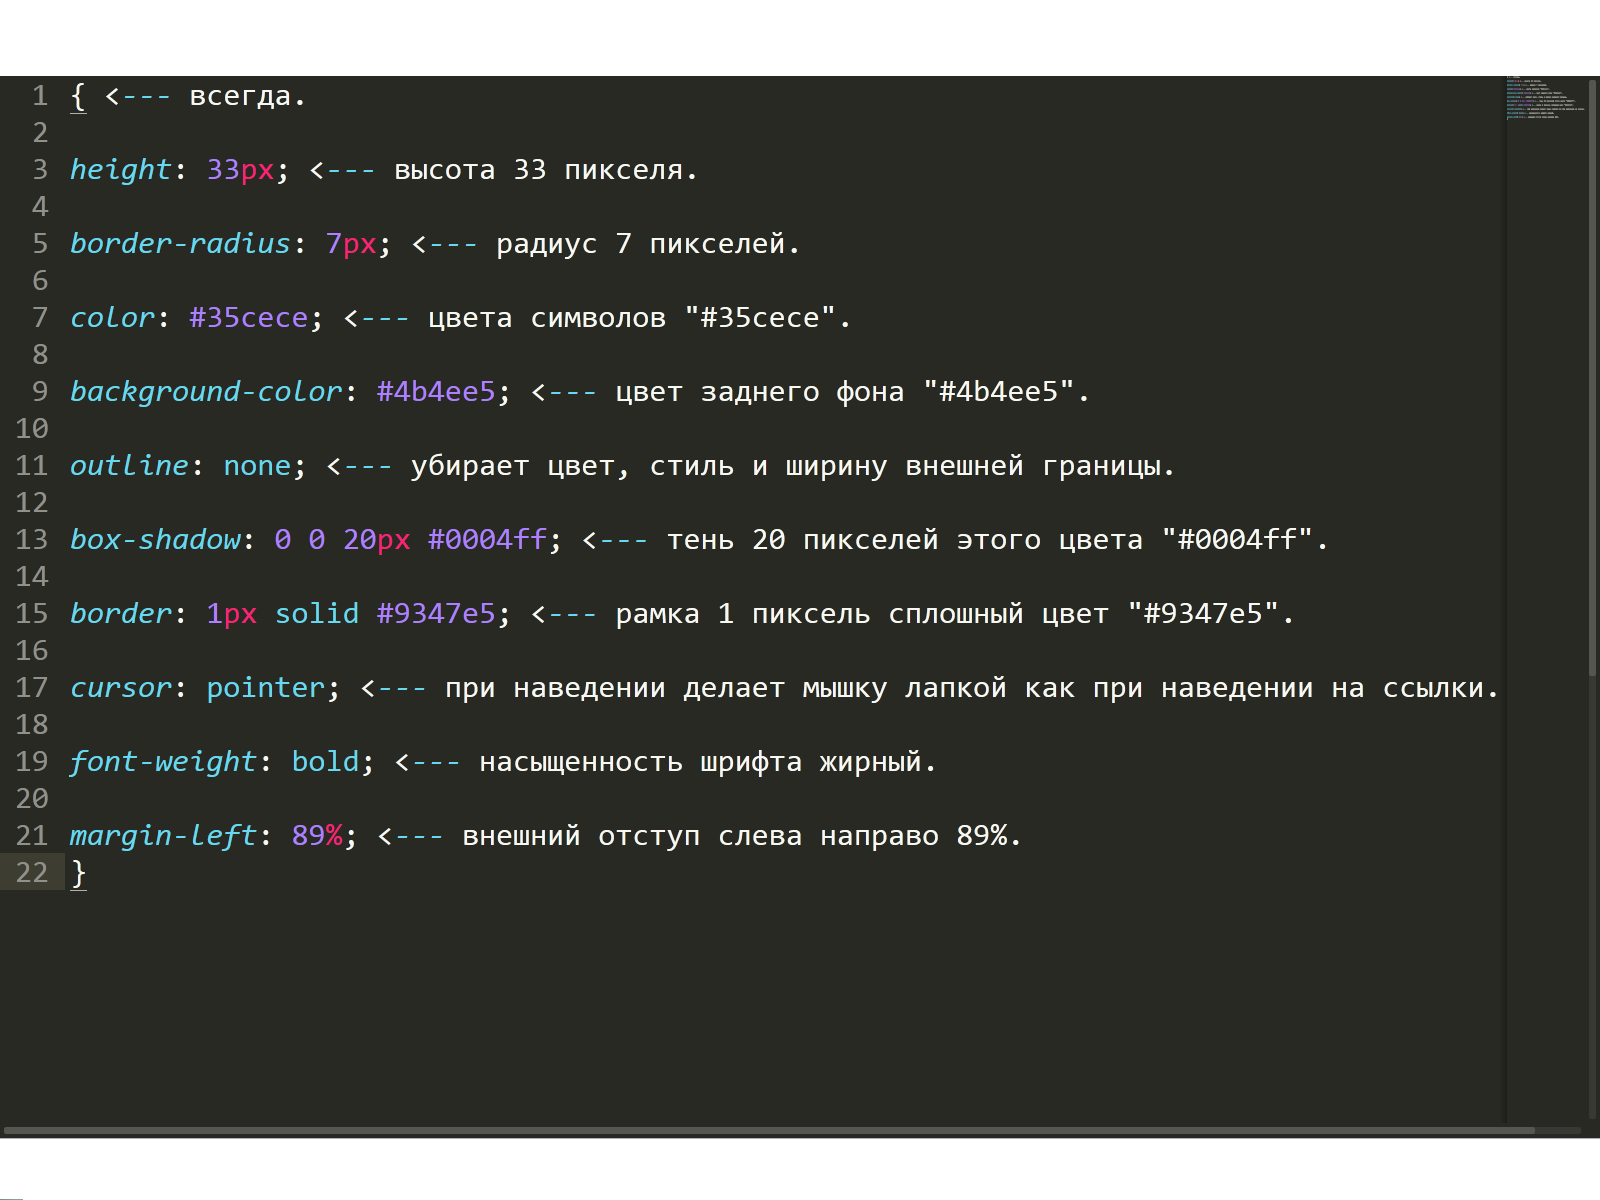 1 { <--- всегда.
2
3 height: 33px; <--- высота 33 пикселя.
4
5 border-radius: 7px; <--- радиус 7 пикселей.
6
7 color: #35cece; <--- цвета символов "#35cece".
8
9 background-color: #4b4ee5; <--- цвет заднего фона "#4b4ee5".
10
11 outline: none; <--- убирает цвет, стиль и ширину внешней границы.
12
13 box-shadow: 0 0 20px #0004ff; <--- тень 20 пикселей этого цвета "#0004ff".
14
15 border: 1px solid #9347e5; <--- рамка 1 пиксель сплошный цвет "#9347e5".
16
17 cursor: pointer; <--- при наведении делает мышку лапкой как при наведении на ссылки.
18
19 font-weight: bold; <--- насыщенность шрифта жирный.
20
21 margin-left: 89%; <--- внешний отступ слева направо 89%.
22 }